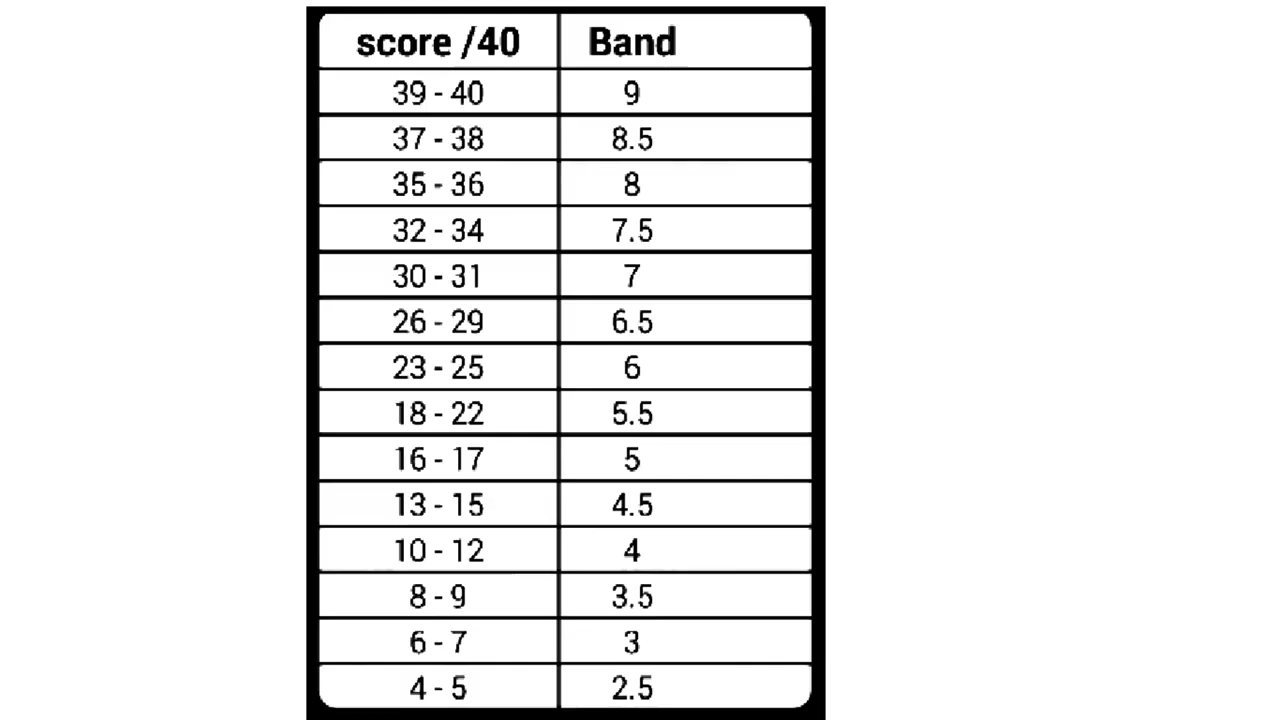 score /40 Band
39 - 40 9
37 - 38 8.5
35 - 36 8
32 - 34 7.5
30 - 31 7
26 - 29 6.5
23 - 25 6
18 - 22 5.5
16 - 17 5
13 - 15 4.5
10 - 12 4
8 - 9 3.5
6 - 7 3
4 - 5 2.5